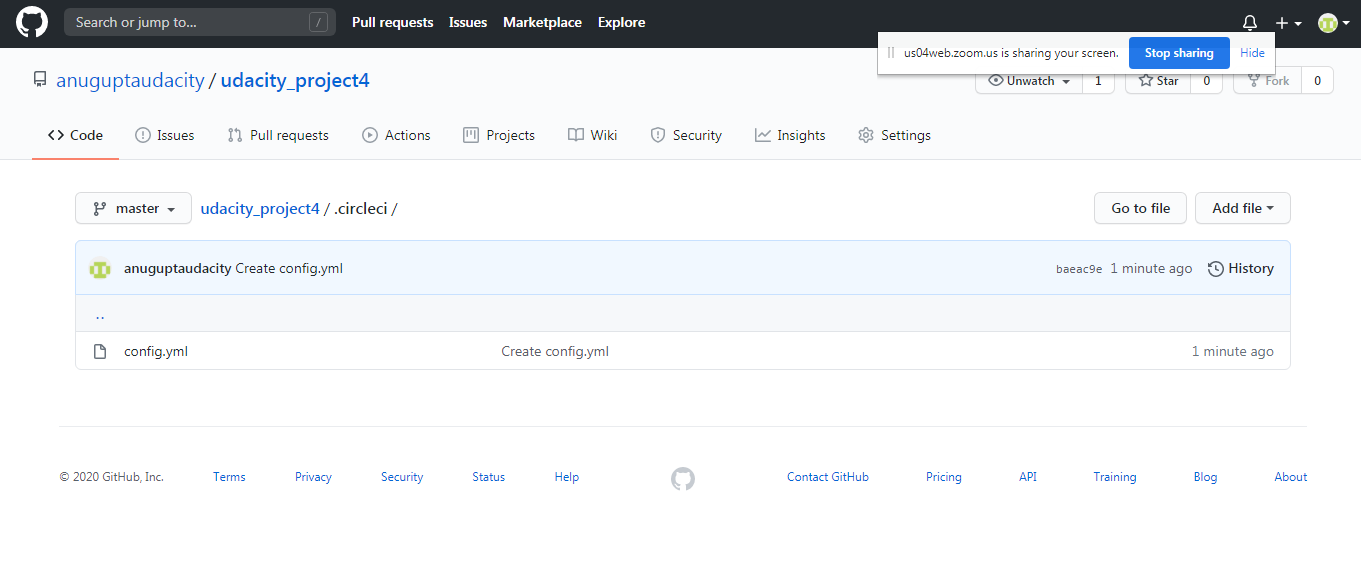 Search or jump to... /
Pull requests Issues Marketplace Explore
us04web.zoom.us is sharing your screen. Stop sharing Hide
anuguptaudacity / udacity_project4
Unwatch 1 Star 0 Fork 0
Code Issues Pull requests Actions Projects Wiki Security Insights Settings
master udacity_project4 / .circleci / Go to file Add file
anuguptaudacity Create config.yml baeac9e 1 minute ago History
..
config.yml Create config.yml 1 minute ago
© 2020 GitHub, Inc. Terms Privacy Security Status Help Contact GitHub Pricing API Training Blog About